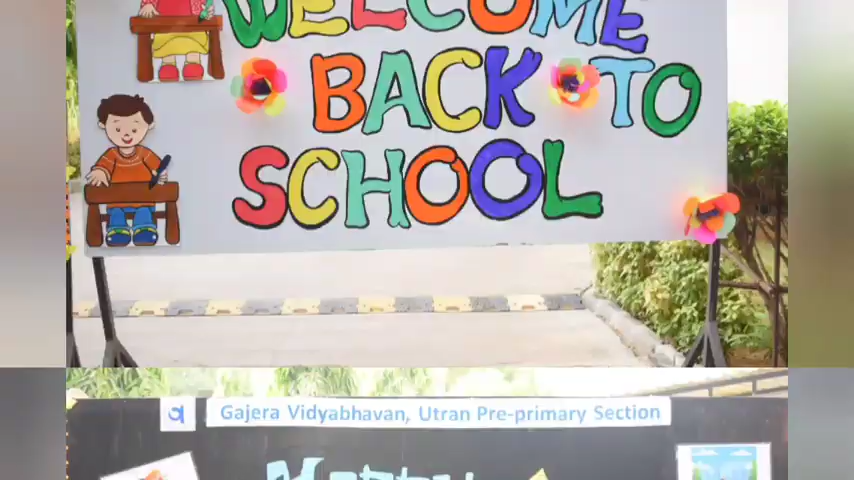 WELCOME
BACK TO
SCHOOL
Gajera Vidyabhavan, Utran Pre-primary Section